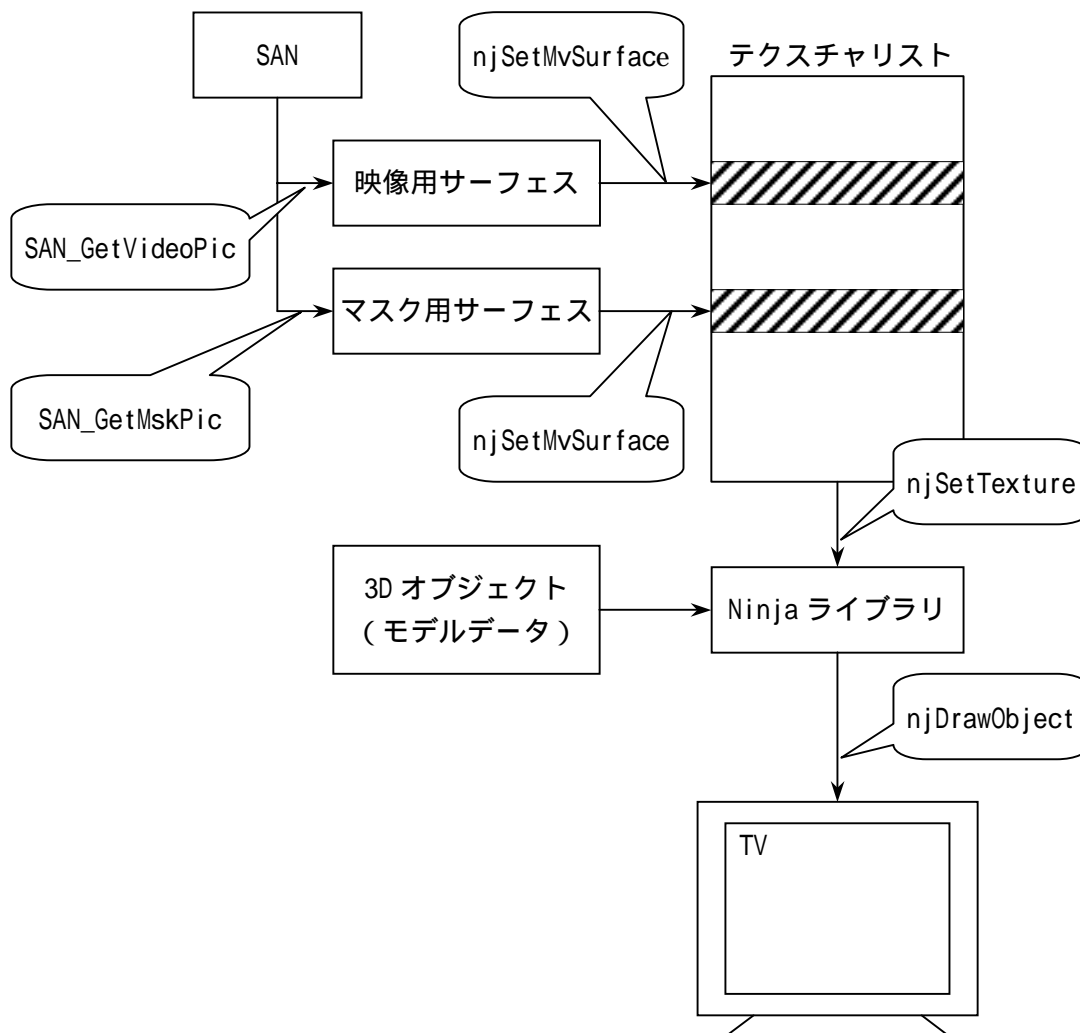 SAN
njSetMvSurface
テクスチャリスト
映像用サーフェス
SAN_GetVideoPic
マスク用サーフェス
SAN_GetMskPic
njSetMvSurface
njSetTexture
3D オブジェクト
(モデルデータ)
Ninja ライブラリ
njDrawObject
TV